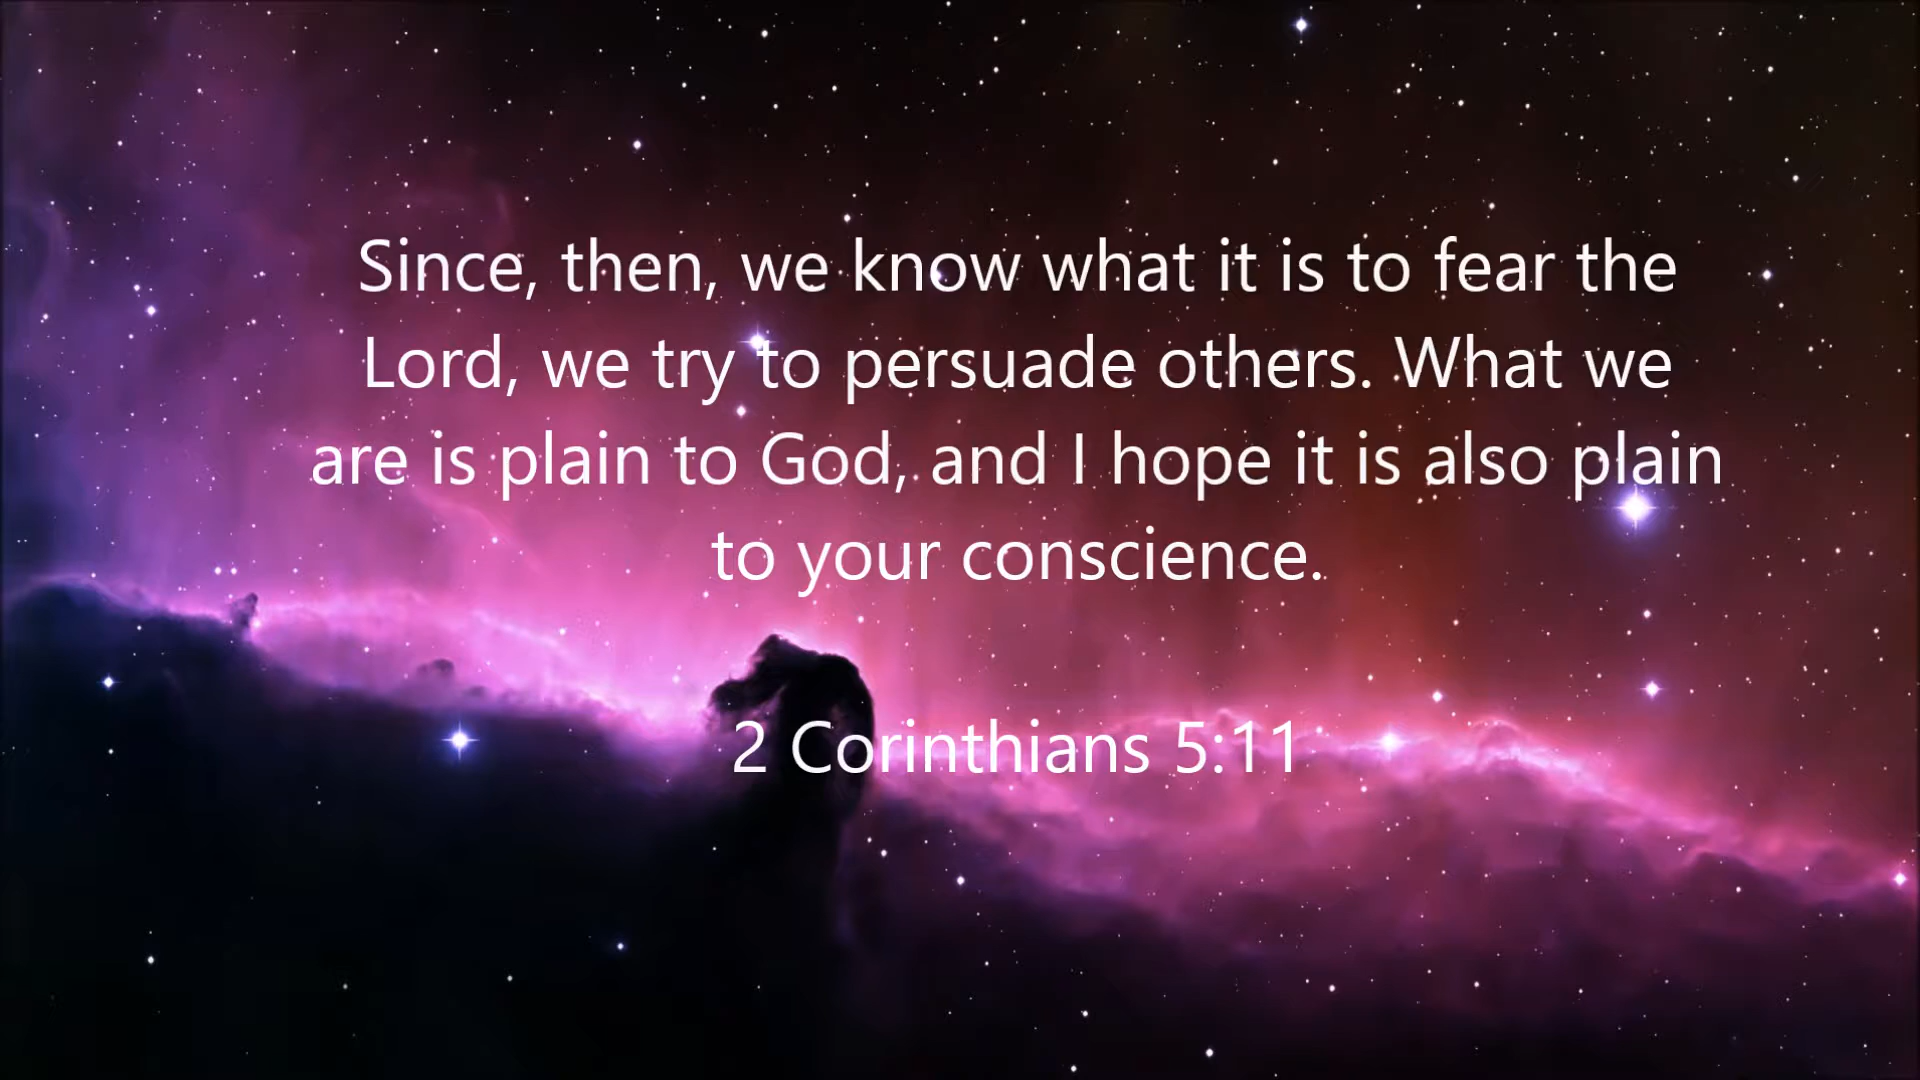 Since, then, we know what it is to fear the
Lord, we try to persuade others. What we
are is plain to God, and I hope it is also plain
to your conscience.
2 Corinthians 5:11